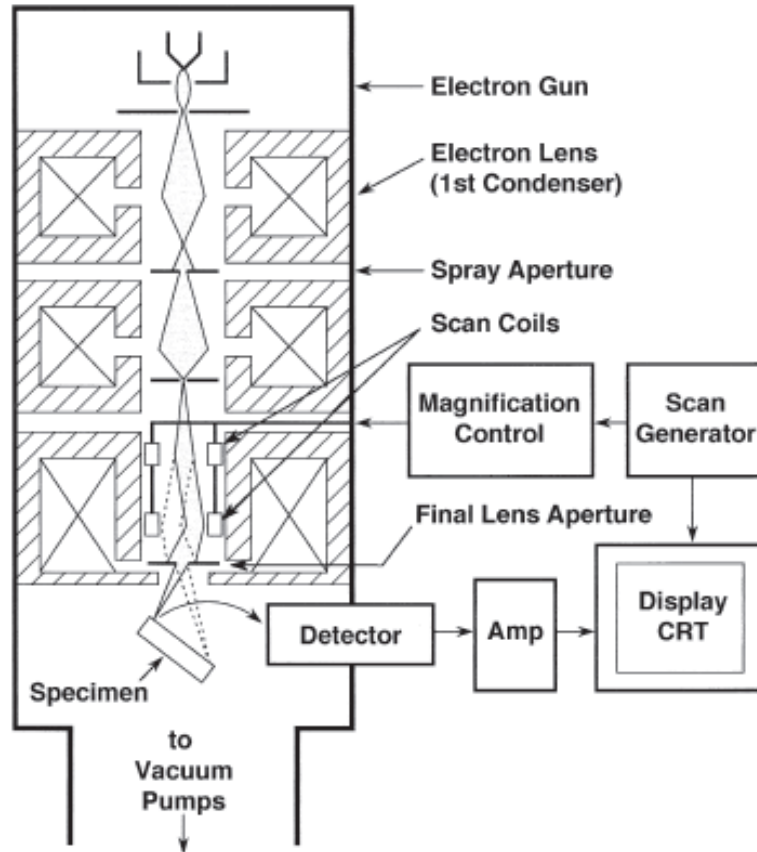 Electron Gun
Electron Lens
(1st Condenser)
Spray Aperture
Scan Coils
Magnification
Control
Scan
Generator
Final Lens Aperture
Display
CRT
Amp
Detector
Specimen
to
Vacuum
Pumps